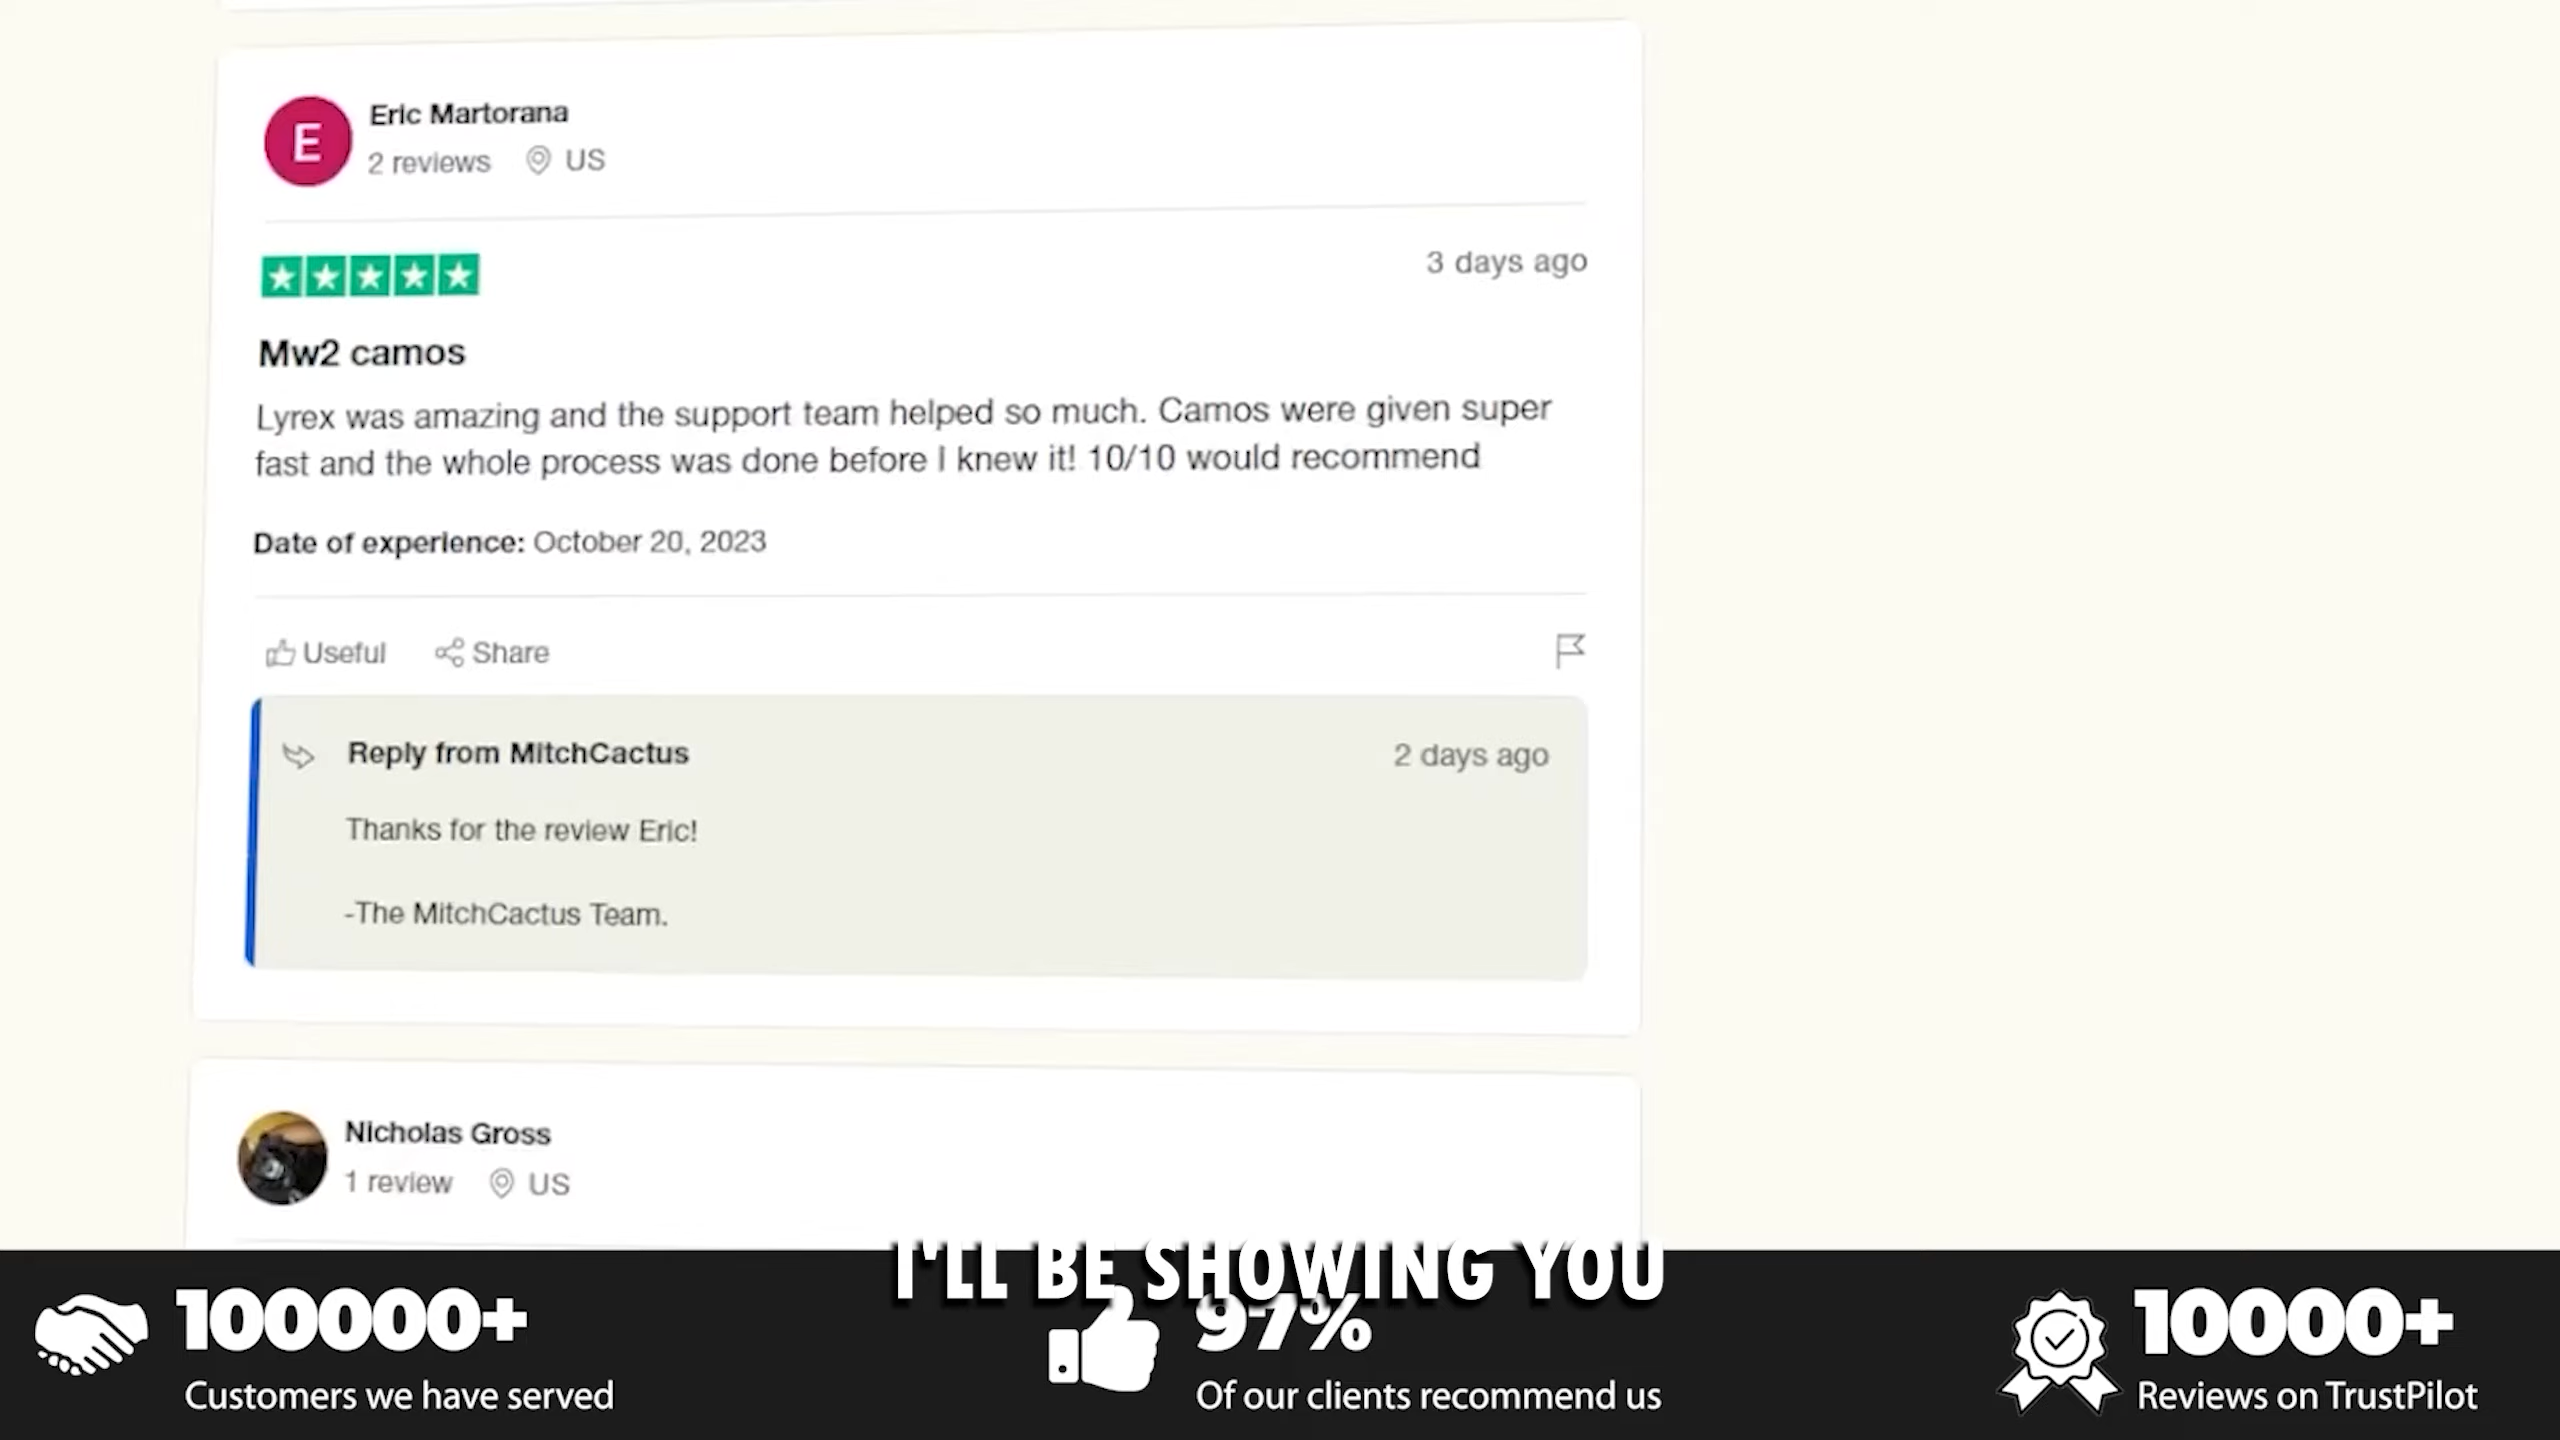 E
Eric Martorana
2 reviews US
3 days ago
Mw2 camos
Lyrex was amazing and the support team helped so much. Camos were given super
fast and the whole process was done before I knew it! 10/10 would recommend
Date of experience: October 20, 2023
Useful Share
Reply from MitchCactus 2 days ago
Thanks for the review Eric!
-The MitchCactus Team.
Nicholas Gross
1 review US
I'LL BE SHOWING YOU
100000+
Customers we have served
97%
Of our clients recommend us
10000+
Reviews on TrustPilot